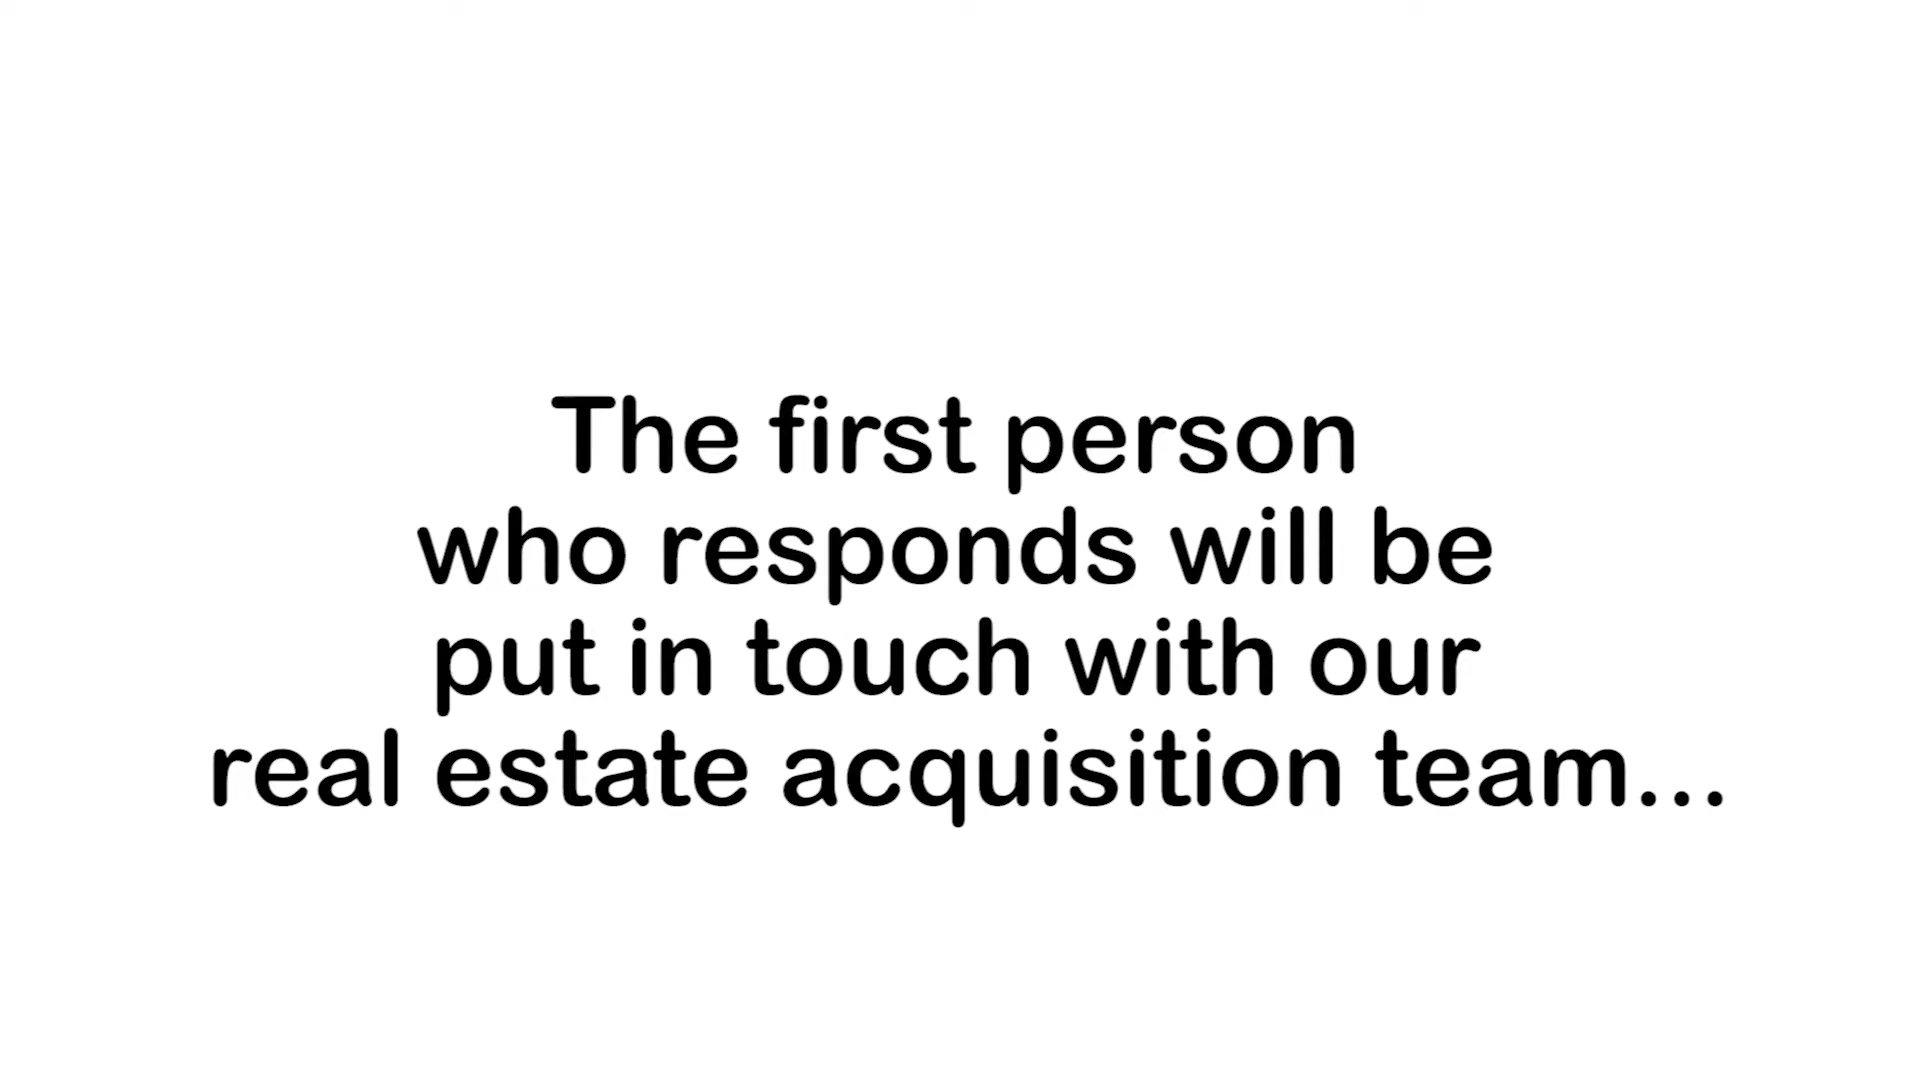 The first person
who responds will be
put in touch with our
real estate acquisition team...